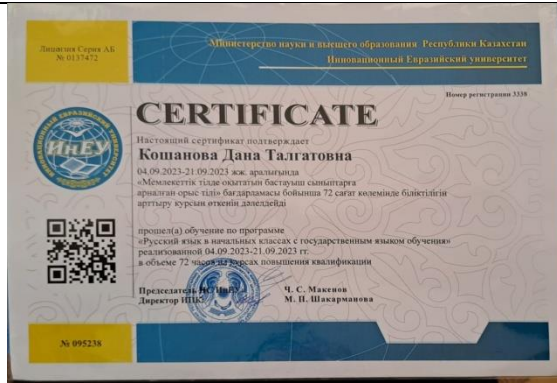 Лицензия Серия АБ
№ 0137472
Министерство науки и высшего образования Республики Казахстан
Инновационный Евразийский университет
Номер регистрации 3338
CERTIFICATE
Настоящий сертификат подтверждает
Кошанова Дана Талгатовна
04.09.2023-21.09.2023 жж. аралығында
«Мемлекеттік тілде оқытатын бастауыш сыныптарға
арналған орыс тілі» бағдарламасы бойынша 72 сағат көлемінде біліктілігін
арттыру курсын өткенін дәлелдейді
ИнЕУ
прошел(а) обучение по программе
«Русский язык в начальных классах с государственным языком обучения»
реализованной 04.09.2023-21.09.2023 гг.
в объеме 72 часов на курсах повышения квалификации
Председатель
Ч. С. Макенов
Директор
М. П. Шакарманова
№ 095238